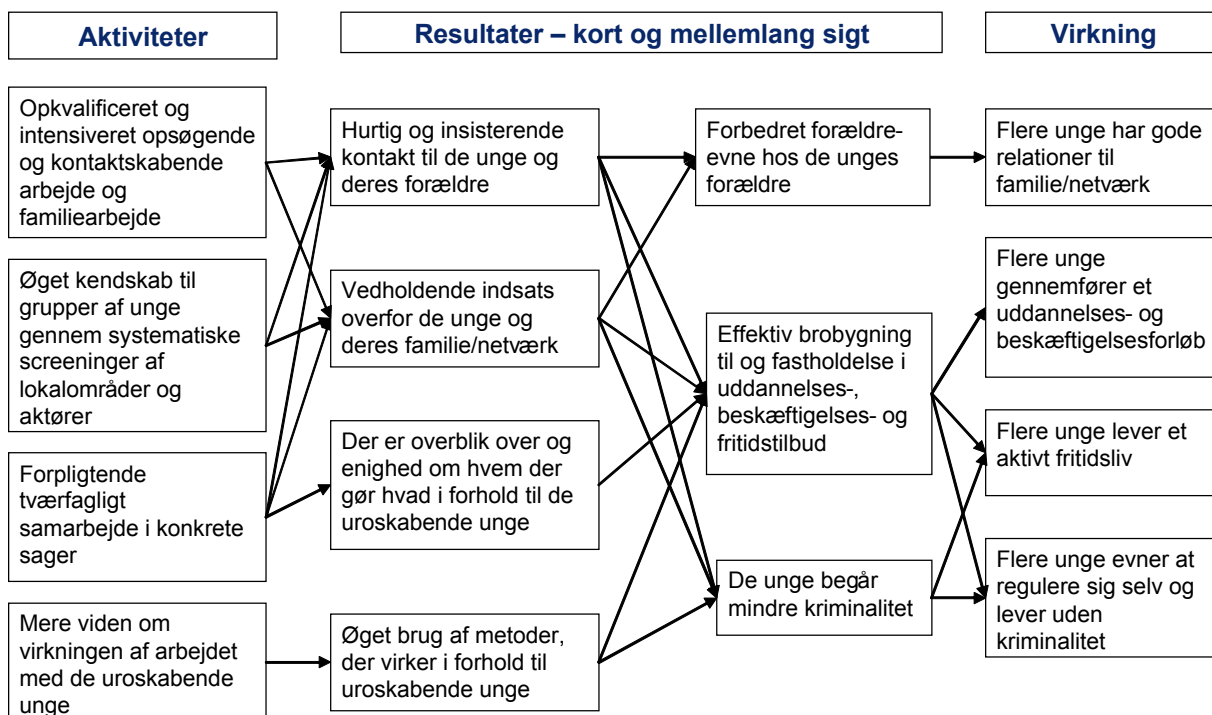 Aktiviteter
Resultater – kort og mellemlang sigt
Virkning
Opkvalificeret og
intensiveret opsøgende
og kontaktskabende
arbejde og
familiearbejde
Øget kendskab til
grupper af unge
gennem systematiske
screeninger af
lokalområder og
aktører
Forpligtende
tværfagligt
samarbejde i konkrete
sager
Mere viden om
virkningen af arbejdet
med de uroskabende
unge
Hurtig og insisterende
kontakt til de unge og
deres forældre
Vedholdende indsats
overfor de unge og
deres familie/netværk
Der er overblik over og
enighed om hvem der
gør hvad i forhold til de
uroskabende unge
Øget brug af metoder,
der virker i forhold til
uroskabende unge
Forbedret forældre-
evne hos de unges
forældre
Effektiv brobygning
til og fastholdelse i
uddannelses-,
beskæftigelses- og
fritidstilbud
De unge begår
mindre kriminalitet
Flere unge har gode
relationer til
familie/netværk
Flere unge
gennemfører et
uddannelses- og
beskæftigelsesforløb
Flere unge lever et
aktivt fritidsliv
Flere unge evner at
regulere sig selv og
lever uden
kriminalitet